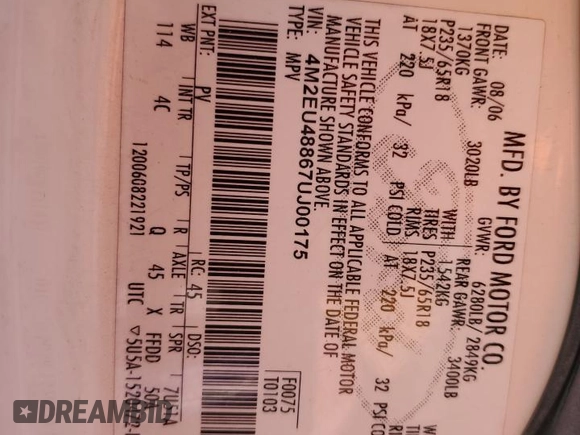 MFD. BY FORD MOTOR CO.
DATE: 08/06 GVWR: 6280LB/ 2849KG
FRONT GAWR: 3020LB REAR GAWR: 3400LB
1370KG WITH 1542KG
P235/65R18 TIRES P235/65R18
18X7.5J RIMS 18X7.5J
AT 220 kPa/ 32 PSI COLD AT 220 kPa/ 32 PSI CO
THIS VEHICLE CONFORMS TO ALL APPLICABLE FEDERAL MOTOR
VEHICLE SAFETY STANDARDS IN EFFECT ON THE DATE OF
MANUFACTURE SHOWN ABOVE.
VIN: 4M2EU48867UJ00175 F0075
TYPE: MPV T0103
EXT PNT: PV RC: 45 DSO:
WB INT TR TP/PS R AXLE TR SPR
114 4C Q 45 X FFDD
1200608221921 UTC
DREAMBID